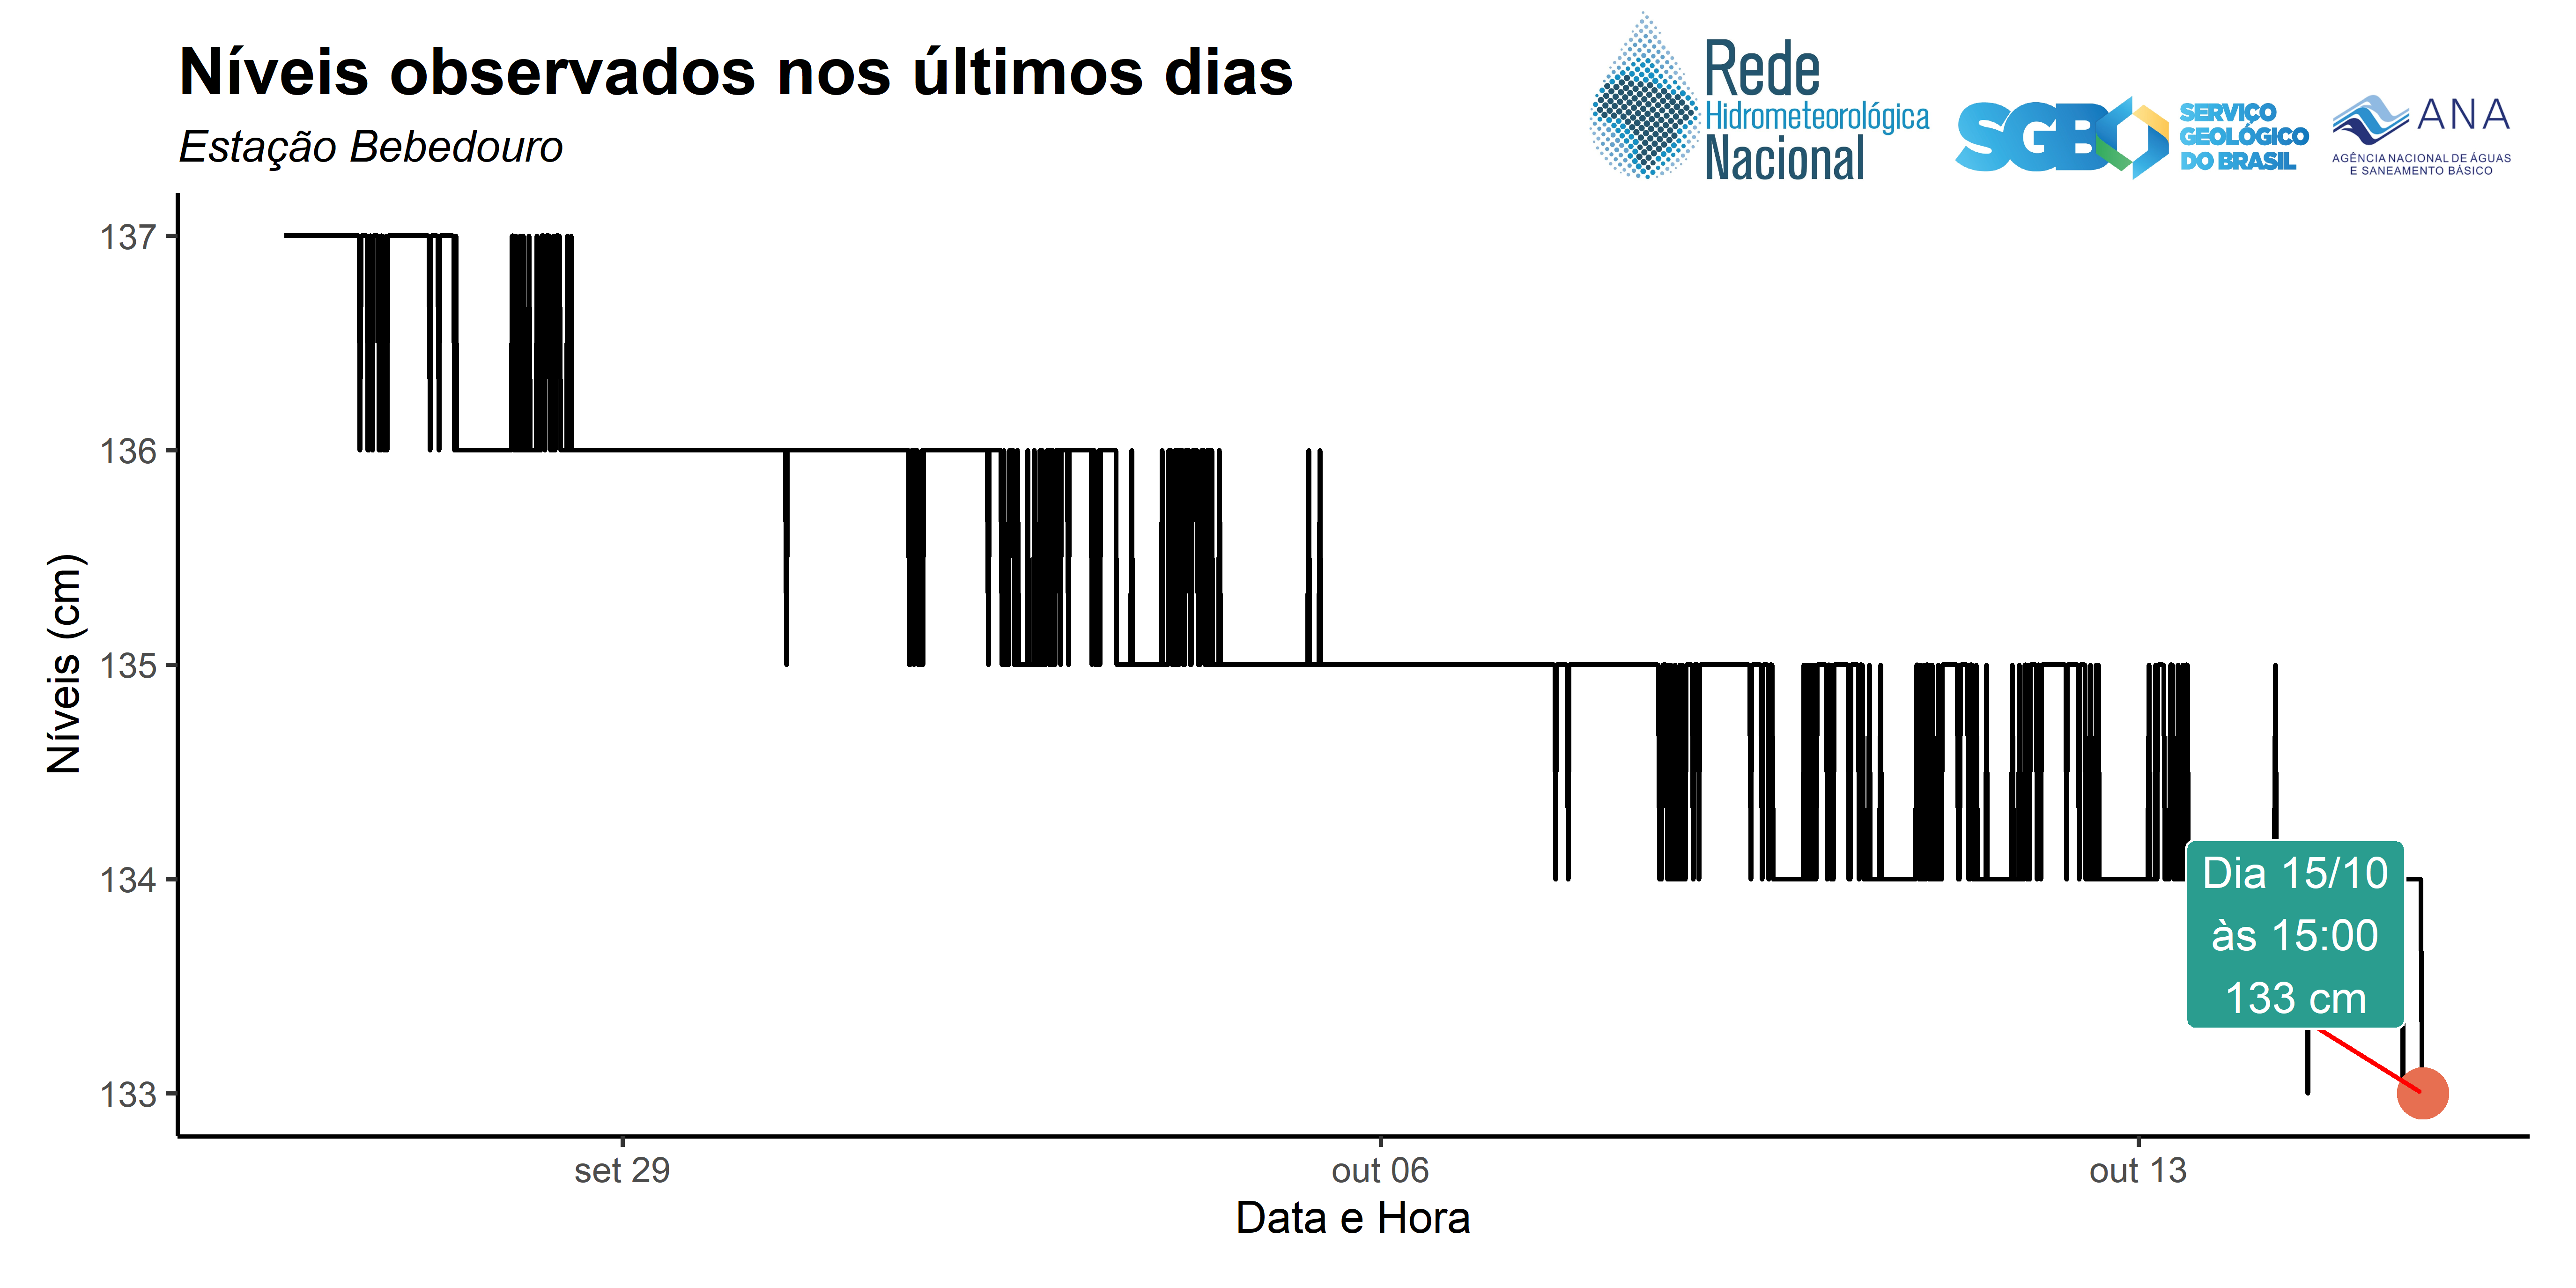 Níveis observados nos últimos dias
Estação Bebedouro
Rede
Hidrometeorológica
Nacional
SGB
SERVIÇO
GEOLÓGICO
DO BRASIL
ANA
AGÊNCIA NACIONAL DE ÁGUAS
E SANEAMENTO BÁSICO
Níveis (cm)
137
136
135
134
133
Dia 15/10
às 15:00
133 cm
set 29
out 06
out 13
Data e Hora